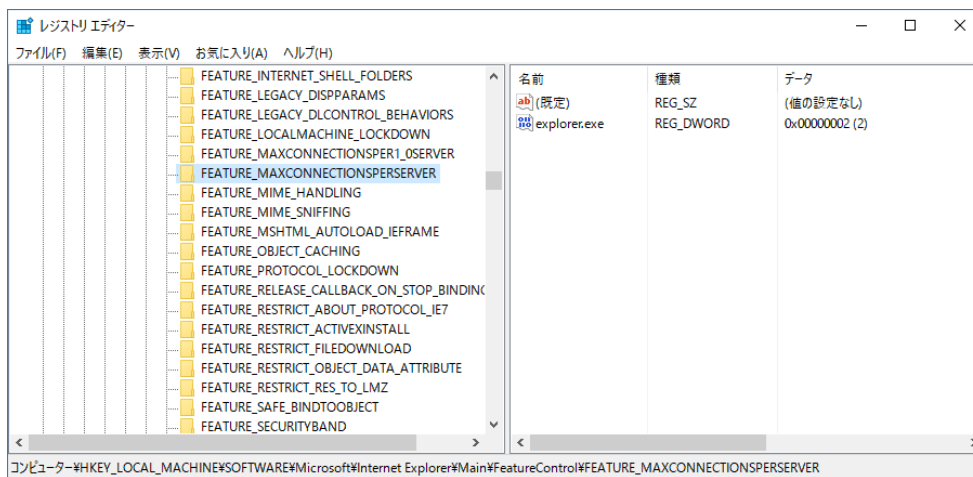 レジストリ エディター
ファイル(F) 編集(E) 表示(V) お気に入り(A) ヘルプ(H)
FEATURE_INTERNET_SHELL_FOLDERS
FEATURE_LEGACY_DISPPARAMS
FEATURE_LEGACY_DLCONTROL_BEHAVIORS
FEATURE_LOCALMACHINE_LOCKDOWN
FEATURE_MAXCONNECTIONSPER1_0SERVER
FEATURE_MAXCONNECTIONSPERSERVER
FEATURE_MIME_HANDLING
FEATURE_MIME_SNIFFING
FEATURE_MSHTML_AUTOLOAD_IEFRAME
FEATURE_OBJECT_CACHING
FEATURE_PROTOCOL_LOCKDOWN
FEATURE_RELEASE_CALLBACK_ON_STOP_BINDING
FEATURE_RESTRICT_ABOUT_PROTOCOL_IE7
FEATURE_RESTRICT_ACTIVEXINSTALL
FEATURE_RESTRICT_FILEDOWNLOAD
FEATURE_RESTRICT_OBJECT_DATA_ATTRIBUTE
FEATURE_RESTRICT_RES_TO_LMZ
FEATURE_SAFE_BINDTOOBJECT
FEATURE_SECURITYBAND
名前 種類 データ
ab (既定) REG_SZ (値の設定なし)
explorer.exe REG_DWORD 0x00000002 (2)
コンピューター¥HKEY_LOCAL_MACHINE¥SOFTWARE¥Microsoft¥Internet Explorer¥Main¥FeatureControl¥FEATURE_MAXCONNECTIONSPERSERVER